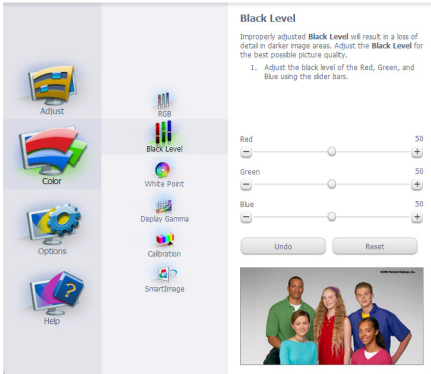 Adjust
Color
Options
Help
RGB
Black Level
White Point
Display Gamma
Calibration
SmartImage
Black Level
Improperly adjusted Black Level will result in a loss of
detail in darker image areas. Adjust the Black Level for
the best possible picture quality.
1. Adjust the black level of the Red, Green, and
Blue using the slider bars.
Red 50
Green 50
Blue 50
Undo Reset